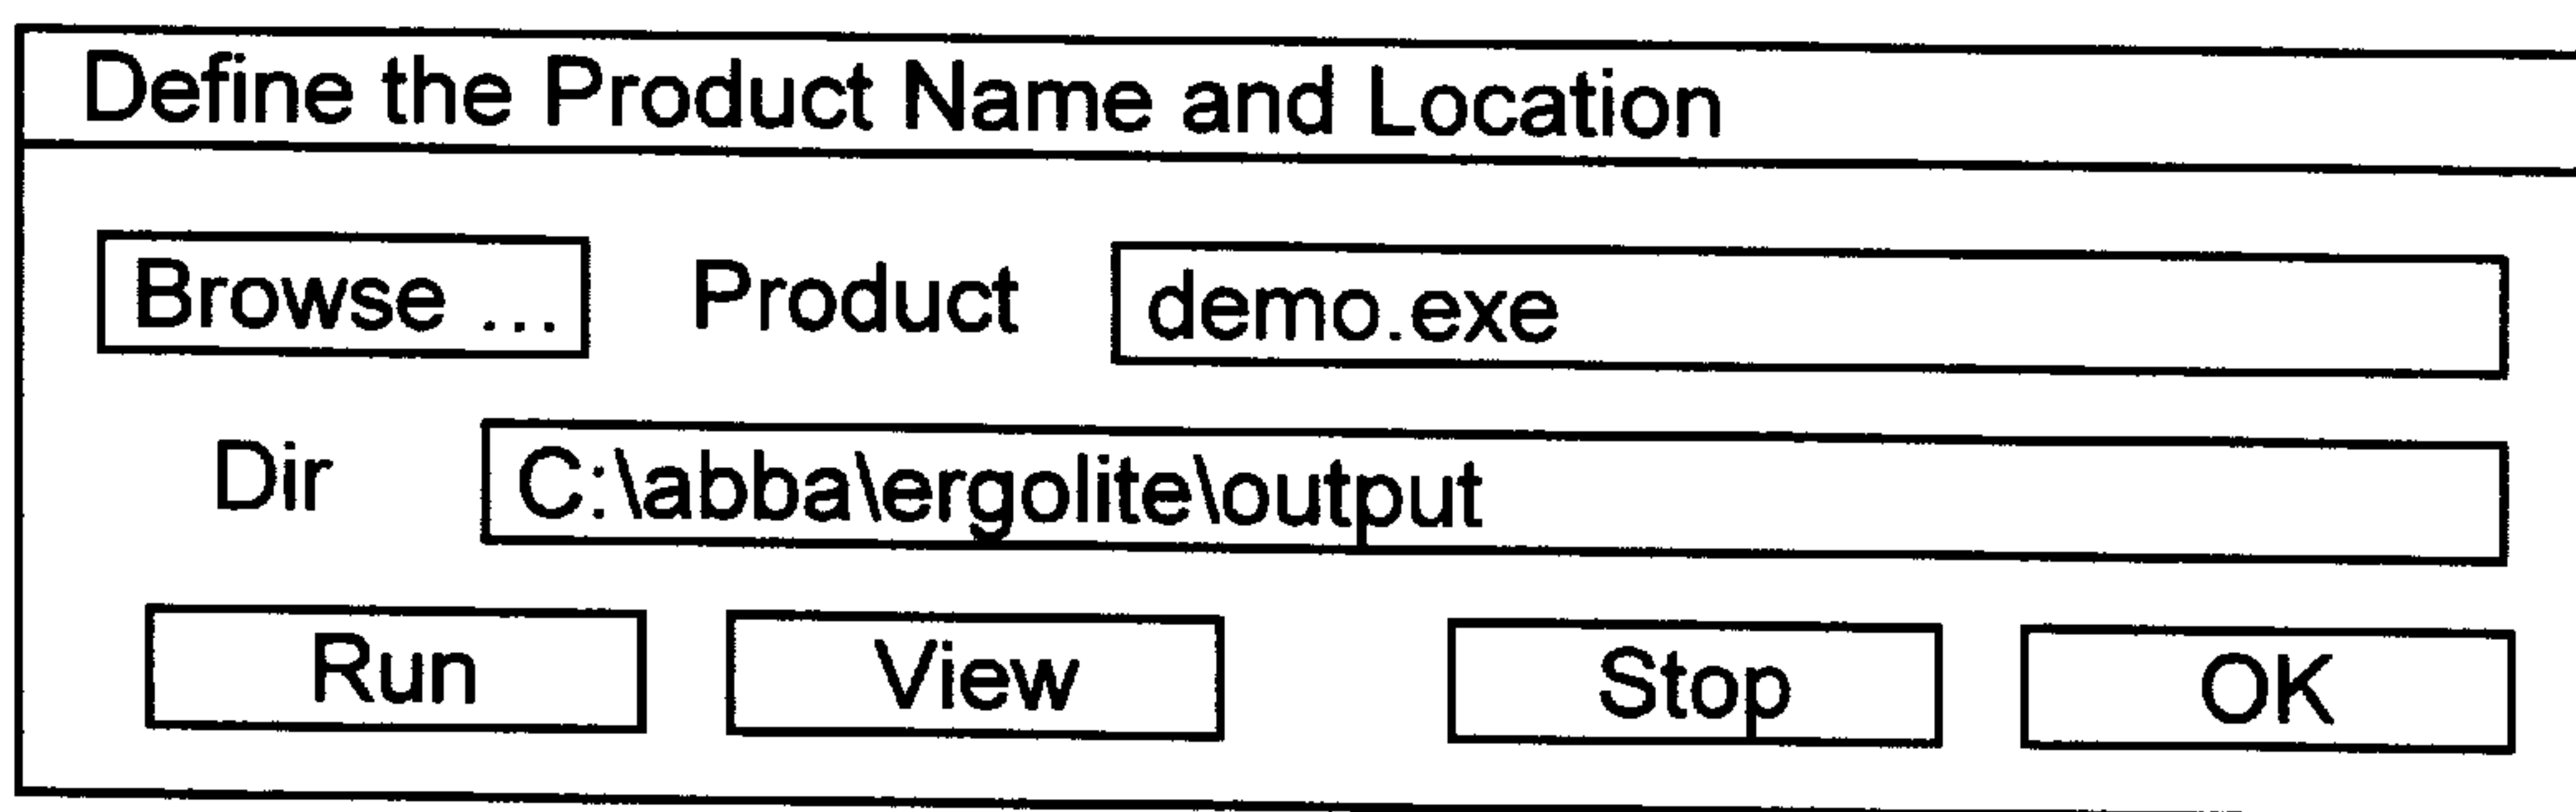 Define the Product Name and Location
Browse ... Product demo.exe
Dir C:\abba\ergolite\output
Run View Stop OK